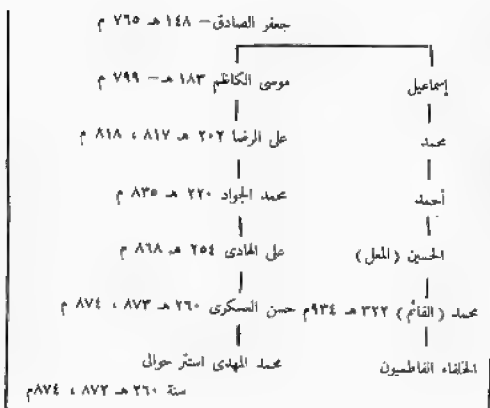 جعفر الصادق – ١٤٨ هـ ٧٦٥ م
إسماعيل
موسى الكاظم ١٨٣ هـ – ٧٩٩ م
محمد
على الرضا ٢٠٢ هـ ٨١٧ ، ٨١٨ م
أحمد
محمد الجواد ٢٢٠ هـ ٨٣٥ م
الحسين (المعل)
على الهادى ٢٥٤ هـ ٨٦٨ م
محمد (القائم) ٣٢٢ هـ ٩٣٤م
حسن العسكرى ٢٦٠ هـ ٨٧٣ ، ٨٧٤ م
الخلفاء الفاطميون
محمد المهدى استتر حوالى
سنة ٢٦٠ هـ ٨٧٢ ، ٨٧٤م